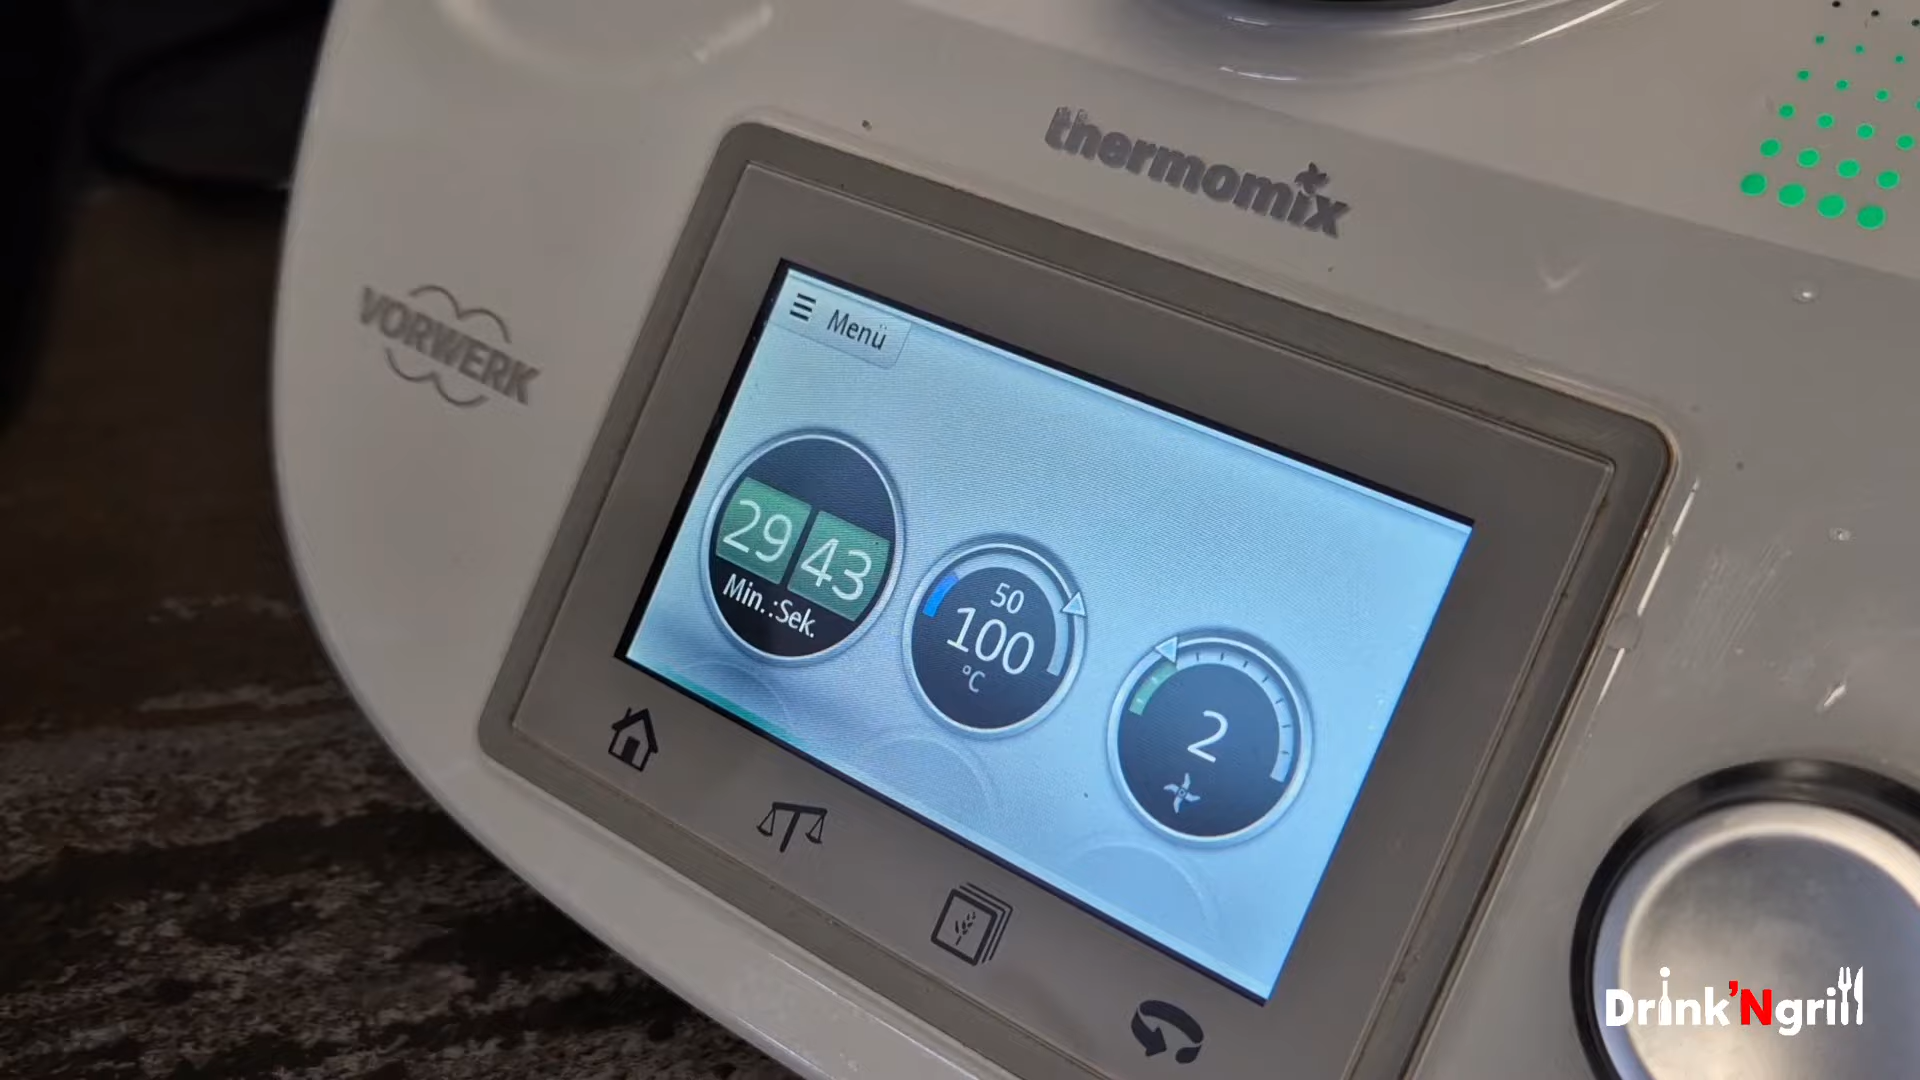 thermomix
VORWERK
Menü
29 43
Min.:Sek.
50
100
°C
2
Drink'Ngrill